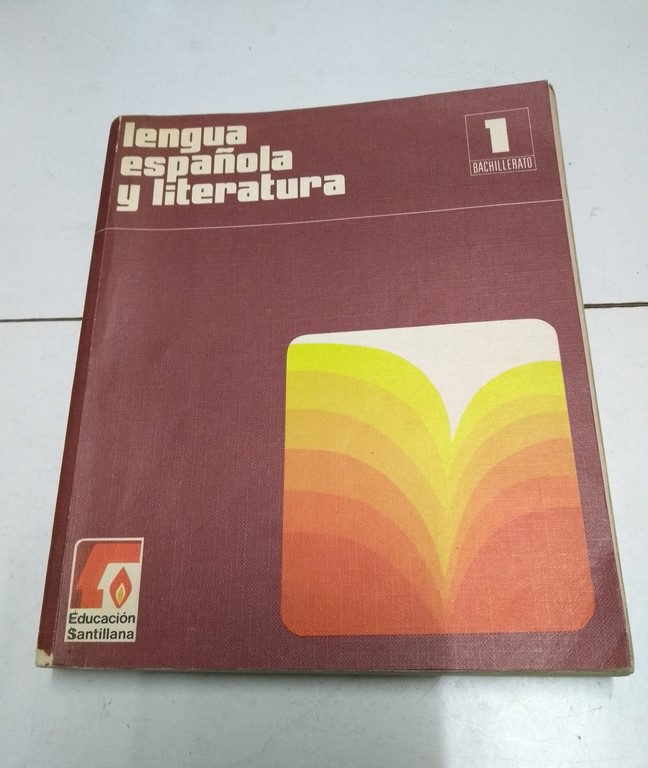 lengua
española
y literatura
1
BACHILLERATO
Educación
Santillana